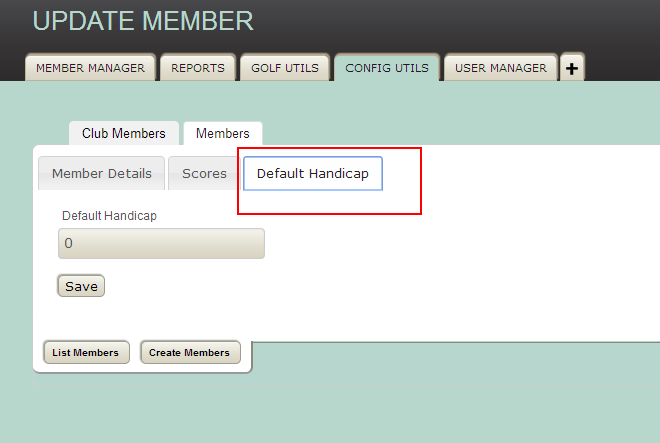 UPDATE MEMBER
MEMBER MANAGER REPORTS GOLF UTILS CONFIG UTILS USER MANAGER +
Club Members Members
Member Details Scores Default Handicap
Default Handicap
0
Save
List Members Create Members